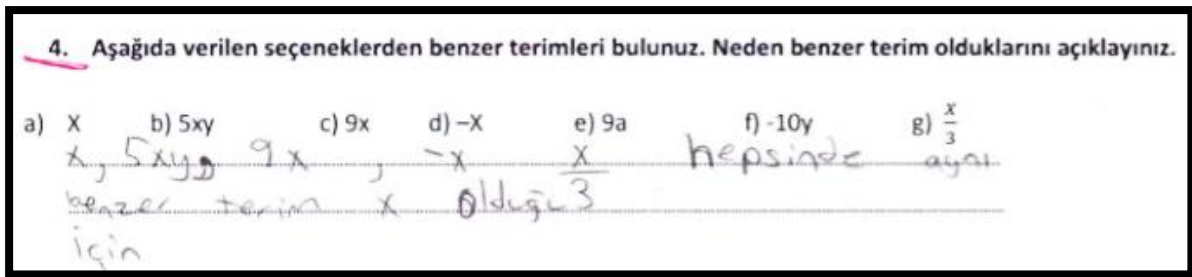 4. Aşağıda verilen seçeneklerden benzer terimleri bulunuz. Neden benzer terim olduklarını açıklayınız.
a) X b) 5xy c) 9x d) –X e) 9a f) -10y g) x/3
x, 5xy, 9x, -x x/3 hepsinde aynı
benzer terim x olduğu
için